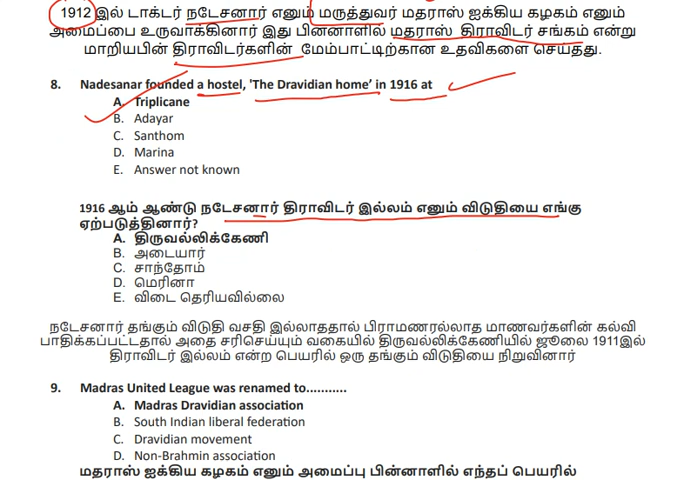 1912 இல் டாக்டர் நடேசனார் எனும் மருத்துவர் மதராஸ் ஐக்கிய கழகம் எனும்
அமைப்பை உருவாக்கினார் இது பின்னாளில் மதராஸ் திராவிடர் சங்கம் என்று
மாறியபின் திராவிடர்களின் மேம்பாட்டிற்கான உதவிகளை செய்தது.
8. Nadesanar founded a hostel, 'The Dravidian home’ in 1916 at
A. Triplicane
B. Adayar
C. Santhom
D. Marina
E. Answer not known
1916 ஆம் ஆண்டு நடேசனார் திராவிடர் இல்லம் எனும் விடுதியை எங்கு
ஏற்படுத்தினார்?
A. திருவல்லிக்கேணி
B. அடையார்
C. சாந்தோம்
D. மெரினா
E. விடை தெரியவில்லை
நடேசனார் தங்கும் விடுதி வசதி இல்லாததால் பிராமணரல்லாத மாணவர்களின் கல்வி
பாதிக்கப்பட்டதால் அதை சரிசெய்யும் வகையில் திருவல்லிக்கேணியில் ஜூலை 1911இல்
திராவிடர் இல்லம் என்ற பெயரில் ஒரு தங்கும் விடுதியை நிறுவினார்
9. Madras United League was renamed to...........
A. Madras Dravidian association
B. South Indian liberal federation
C. Dravidian movement
D. Non-Brahmin association
மதராஸ் ஐக்கிய கழகம் எனும் அமைப்பு பின்னாளில் எந்தப் பெயரில்